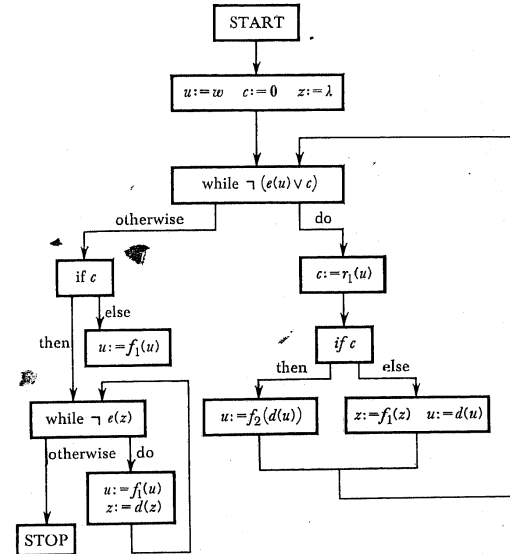 START
u:=w c:=0 z:=λ
while ¬ (e(u) ∨ c)
otherwise
do
if c
c:=r₁(u)
else
then
u:=f₁(u)
if c
then
else
while ¬ e(z)
u:=f₂(d(u))
z:=f₁(z) u:=d(u)
otherwise
do
u:=f₁(u)
z:=d(z)
STOP